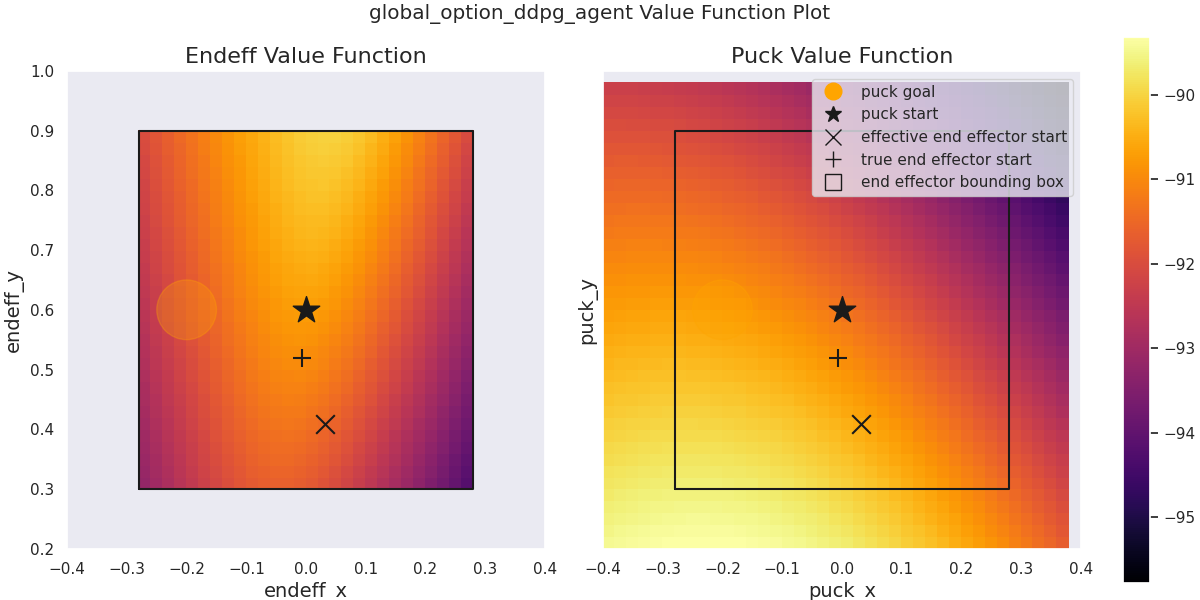 global_option_ddpg_agent Value Function Plot
Endeff Value Function
Puck Value Function
endeff_y
1.0
0.9
0.8
0.7
0.6
0.5
0.4
0.3
0.2
−0.4 −0.3 −0.2 −0.1 0.0 0.1 0.2 0.3 0.4
endeff_x
puck_y
puck goal
puck start
effective end effector start
true end effector start
end effector bounding box
−0.4 −0.3 −0.2 −0.1 0.0 0.1 0.2 0.3 0.4
puck_x
−90
−91
−92
−93
−94
−95